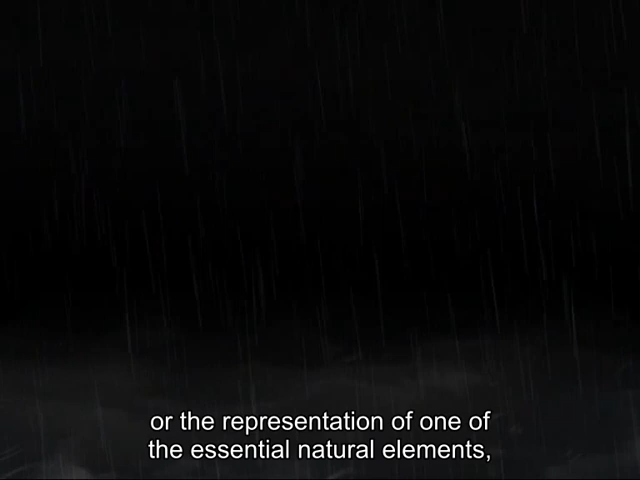 or the representation of one of
the essential natural elements,